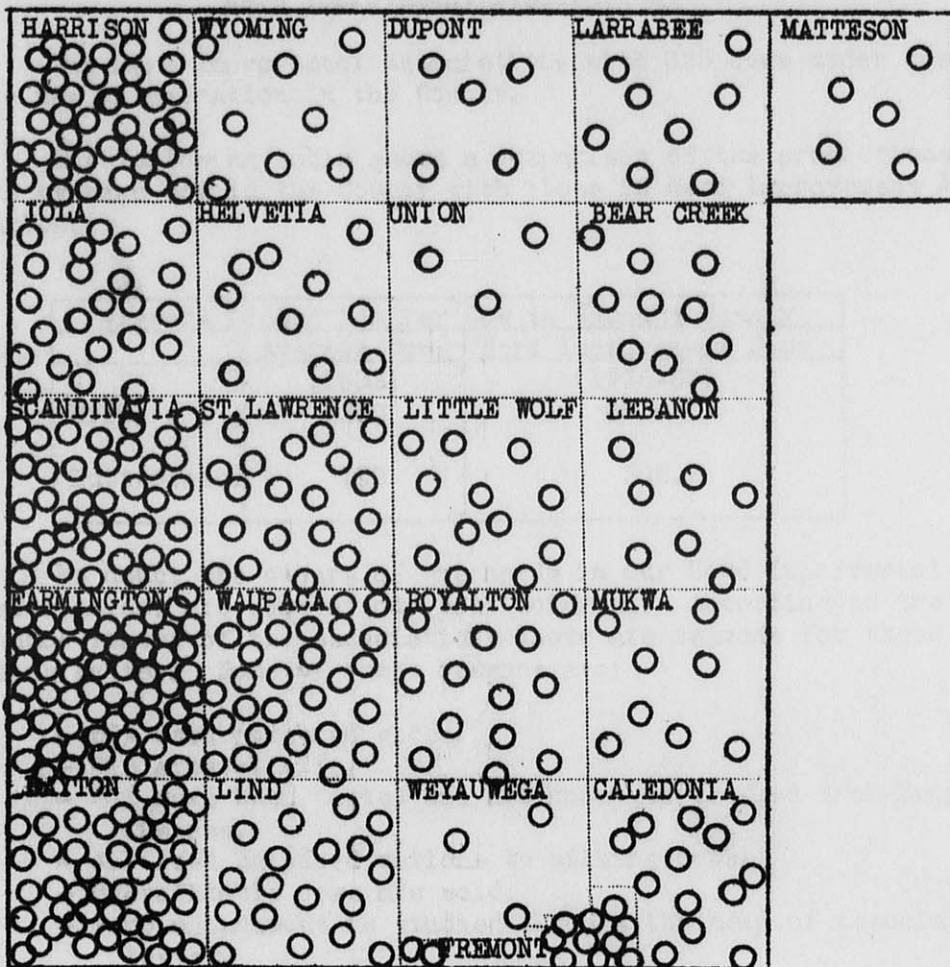 HARRISON WYOMING DUPONT LARRABEE MATTESON
IOLA HELVETIA UNION BEAR CREEK
SCANDINAVIA ST. LAWRENCE LITTLE WOLF LEBANON
FARMINGTON WAUPACA ROYALTON MUKWA
DAYTON LIND WEYAUWEGA CALEDONIA
FREMONT